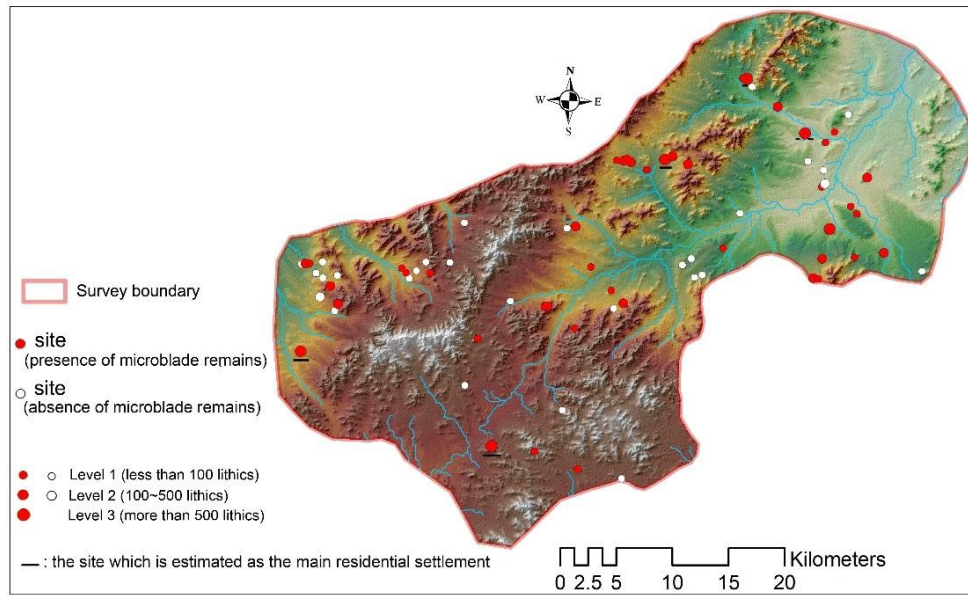 N
W E
S
Survey boundary
site
(presence of microblade remains)
site
(absence of microblade remains)
Level 1 (less than 100 lithics)
Level 2 (100~500 lithics)
Level 3 (more than 500 lithics)
: the site which is estimated as the main residential settlement
Kilometers
0 2.5 5 10 15 20